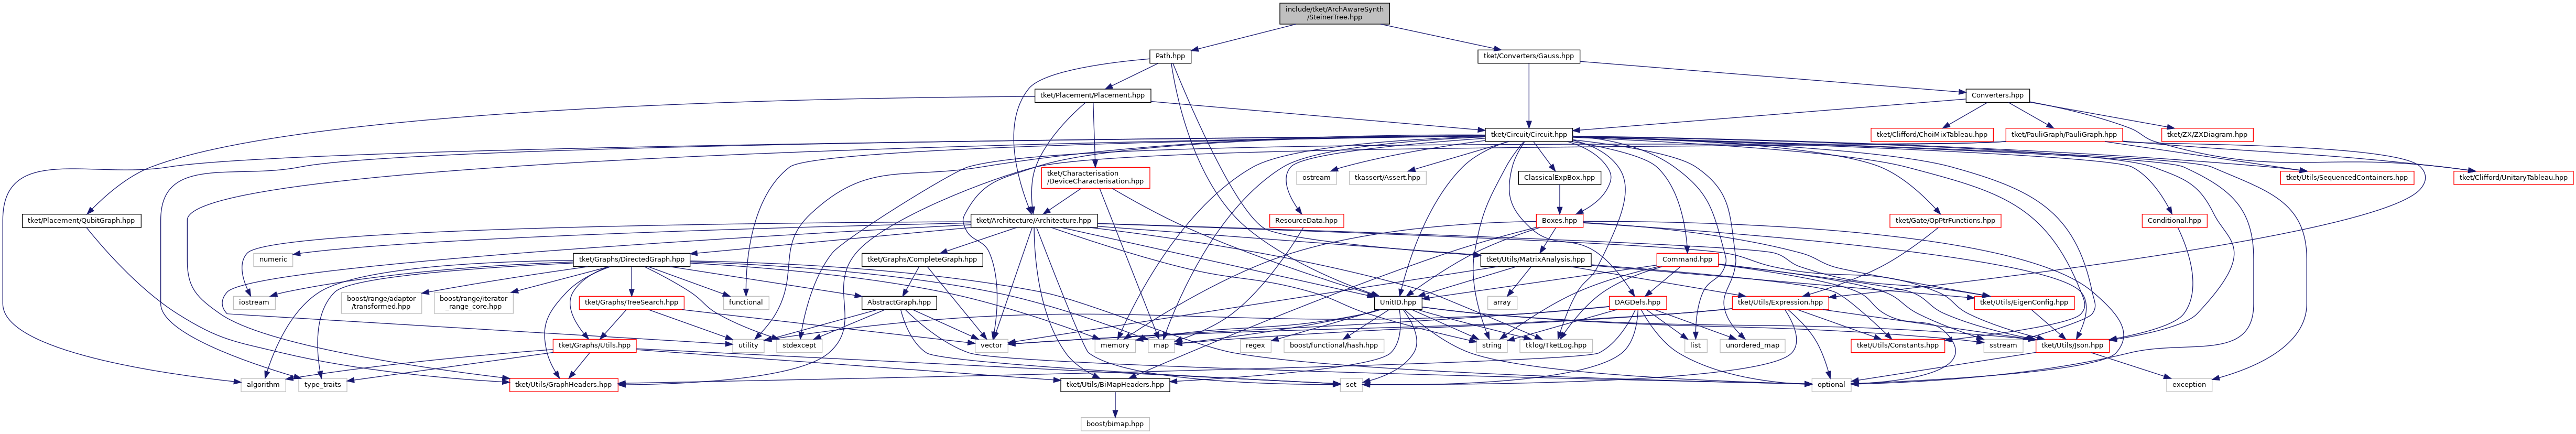 include/tket/ArchAwareSynth
/SteinerTree.hpp
Path.hpp
tket/Converters/Gauss.hpp
tket/Placement/Placement.hpp
Converters.hpp
tket/Circuit/Circuit.hpp
tket/Clifford/ChoiMixTableau.hpp
tket/PauliGraph/PauliGraph.hpp
tket/ZX/ZXDiagram.hpp
tket/Characterisation
/DeviceCharacterisation.hpp
ostream
tkassert/Assert.hpp
ClassicalExpBox.hpp
tket/Utils/SequencedContainers.hpp
tket/Clifford/UnitaryTableau.hpp
tket/Placement/QubitGraph.hpp
tket/Architecture/Architecture.hpp
ResourceData.hpp
Boxes.hpp
tket/Gate/OpPtrFunctions.hpp
Conditional.hpp
numeric
tket/Graphs/DirectedGraph.hpp
tket/Graphs/CompleteGraph.hpp
tket/Utils/MatrixAnalysis.hpp
Command.hpp
iostream
boost/range/adaptor
/transformed.hpp
boost/range/iterator
_range_core.hpp
tket/Graphs/TreeSearch.hpp
functional
AbstractGraph.hpp
UnitID.hpp
array
DAGDefs.hpp
tket/Utils/Expression.hpp
tket/Utils/EigenConfig.hpp
tket/Graphs/Utils.hpp
utility
stdexcept
vector
memory
map
regex
boost/functional/hash.hpp
string
tklog/TketLog.hpp
list
unordered_map
tket/Utils/Constants.hpp
sstream
tket/Utils/Json.hpp
algorithm
type_traits
tket/Utils/GraphHeaders.hpp
tket/Utils/BiMapHeaders.hpp
set
optional
exception
boost/bimap.hpp